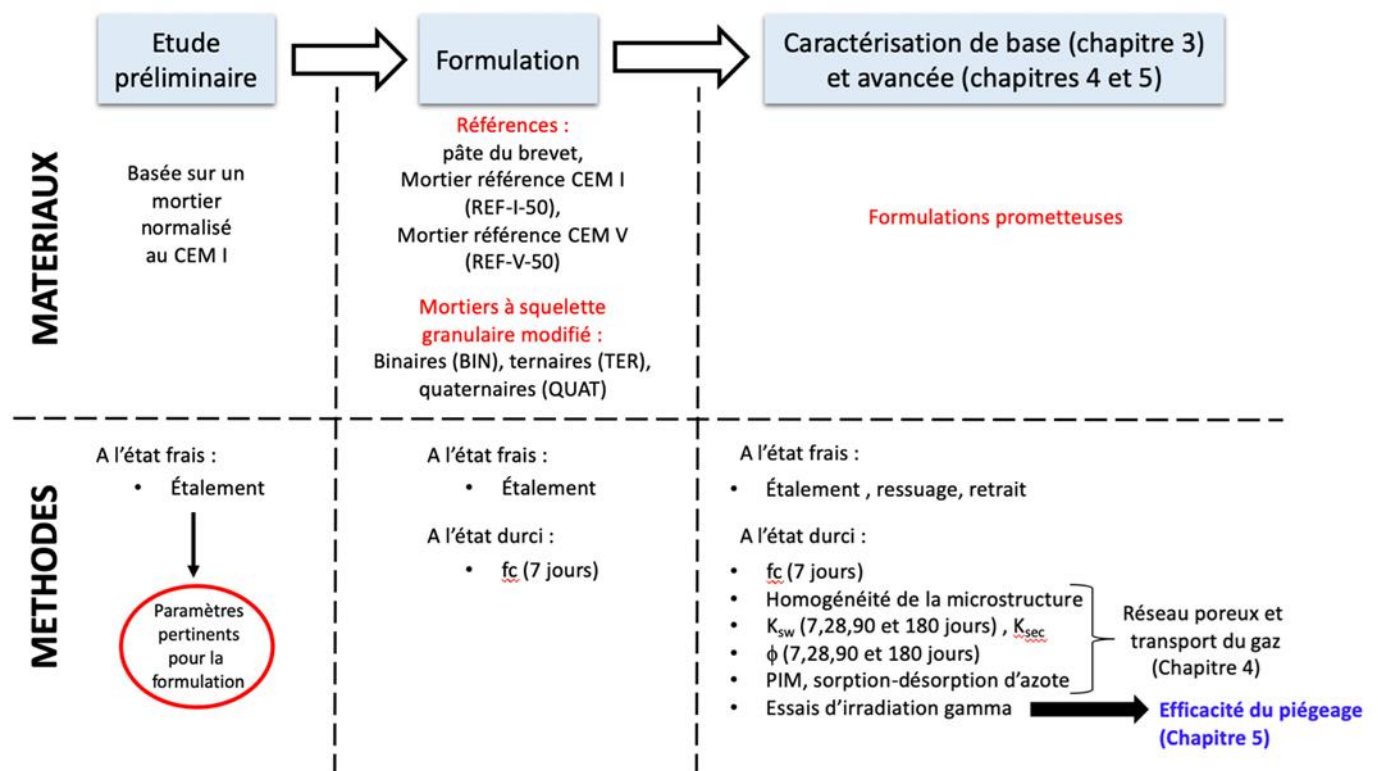 Etude
préliminaire
Formulation
Caractérisation de base (chapitre 3)
et avancée (chapitres 4 et 5)
MATERIAUX
Basée sur un
mortier
normalisé
au CEM I
Références :
pâte du brevet,
Mortier référence CEM I
(REF-I-50),
Mortier référence CEM V
(REF-V-50)
Mortiers à squelette
granulaire modifié :
Binaires (BIN), ternaires (TER),
quaternaires (QUAT)
Formulations prometteuses
METHODES
A l'état frais :
• Étalement
Paramètres
pertinents
pour la
formulation
A l'état frais :
• Étalement
A l'état durci :
• fc (7 jours)
A l'état frais :
• Étalement , ressuage, retrait
A l'état durci :
• fc (7 jours)
• Homogénéité de la microstructure
• Ksw (7,28,90 et 180 jours) , Ksec
• ϕ (7,28,90 et 180 jours)
• PIM, sorption-désorption d'azote
• Essais d'irradiation gamma
Réseau poreux et
transport du gaz
(Chapitre 4)
Efficacité du piégeage
(Chapitre 5)